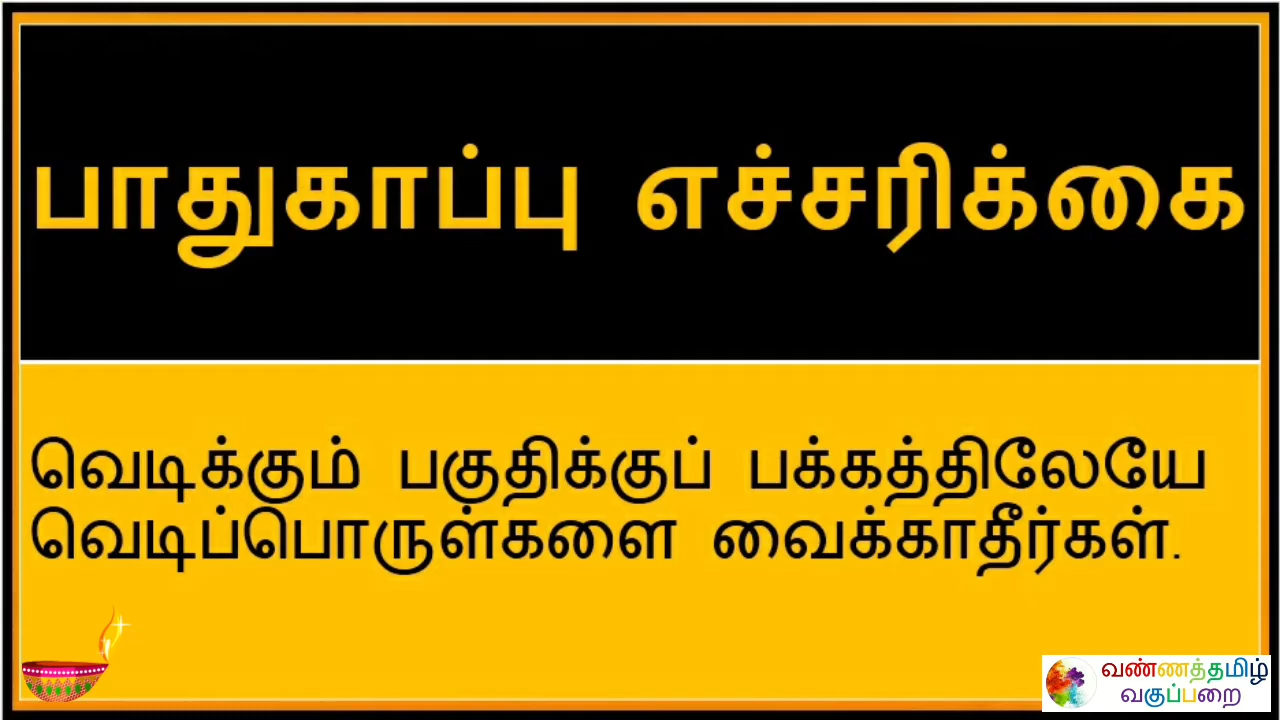 பாதுகாப்பு எச்சரிக்கை
வெடிக்கும் பகுதிக்குப் பக்கத்திலேயே
வெடிப்பொருள்களை வைக்காதீர்கள்.
வண்ணத்தமிழ்
வகுப்பறை